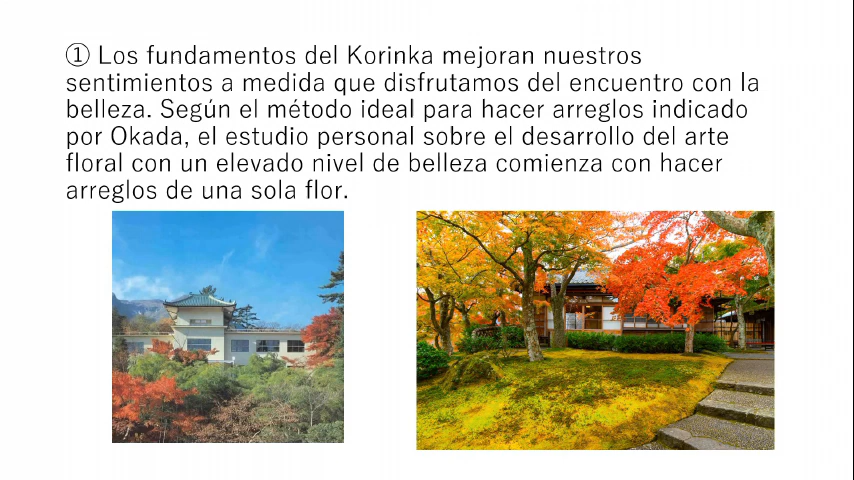 ① Los fundamentos del Korinka mejoran nuestros
sentimientos a medida que disfrutamos del encuentro con la
belleza. Según el método ideal para hacer arreglos indicado
por Okada, el estudio personal sobre el desarrollo del arte
floral con un elevado nivel de belleza comienza con hacer
arreglos de una sola flor.